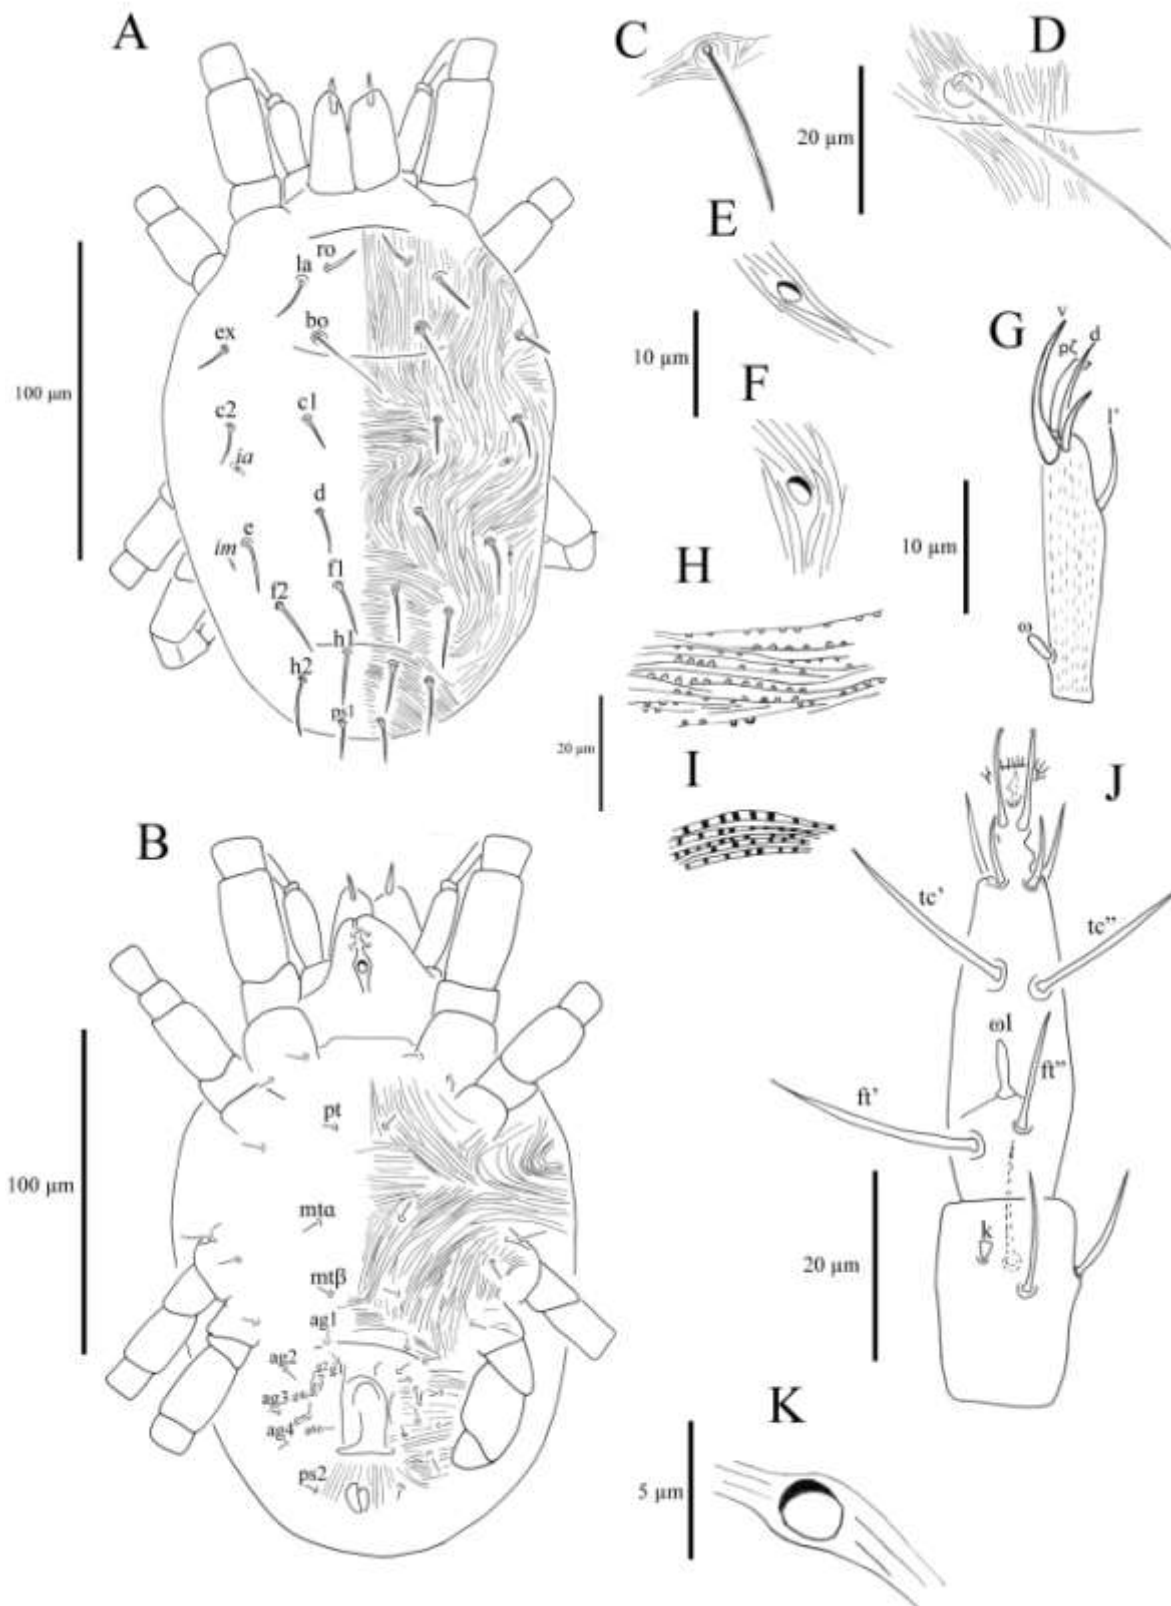 A
C
D
20 µm
E
ro
la
bo
ex
100 µm
10 µm
F
G
v
pζ
d
l'
c2
c1
ia
d
e
im
f1
f2
h1
h2
ps1
H
10 µm
ω
20 µm
I
J
B
tc'
tc"
ω1
ft"
ft'
pt
100 µm
mtα
mtβ
ag1
ag2
g1
ag3
ag4
ps2
k
20 µm
K
5 µm